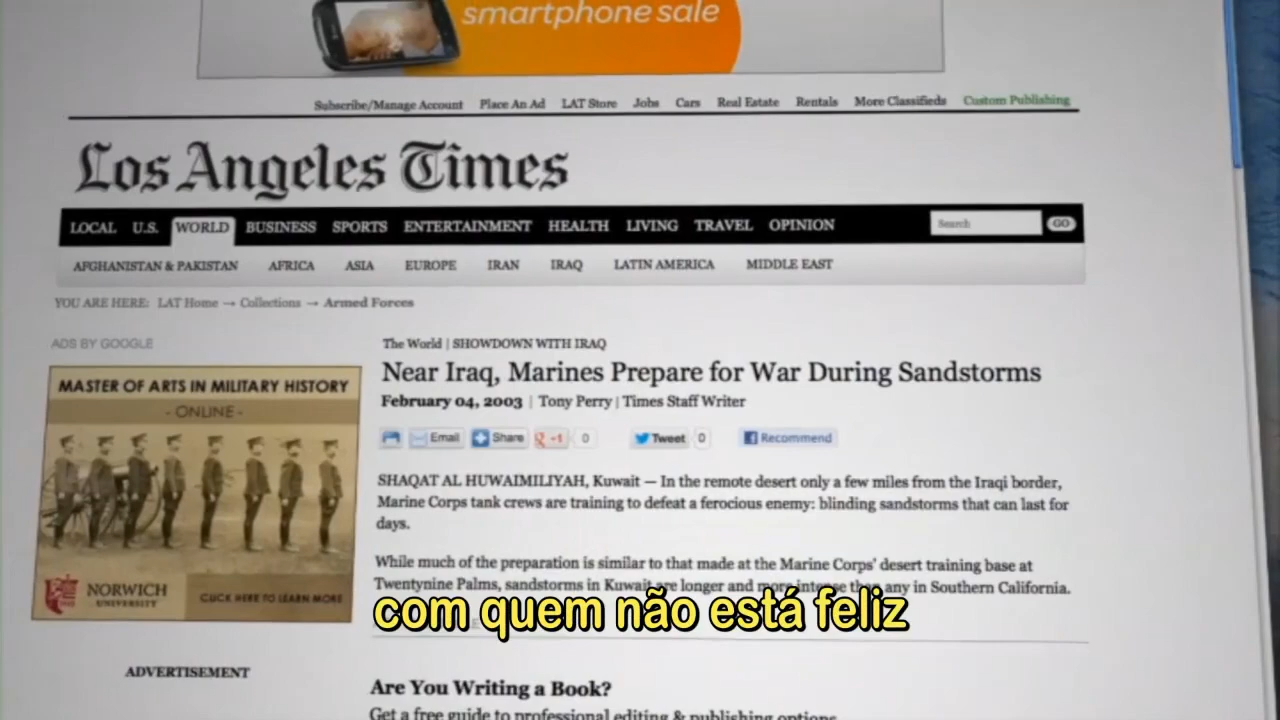 smartphone sale
Subscribe/Manage Account Place An Ad LAT Store Jobs Cars Real Estate Rentals More Classifieds Custom Publishing
Los Angeles Times
LOCAL U.S. WORLD BUSINESS SPORTS ENTERTAINMENT HEALTH LIVING TRAVEL OPINION Search GO
AFGHANISTAN & PAKISTAN AFRICA ASIA EUROPE IRAN IRAQ LATIN AMERICA MIDDLE EAST
YOU ARE HERE: LAT Home → Collections → Armed Forces
ADS BY GOOGLE
MASTER OF ARTS IN MILITARY HISTORY
- ONLINE -
NORWICH
UNIVERSITY
CLICK HERE TO LEARN MORE
ADVERTISEMENT
The World | SHOWDOWN WITH IRAQ
Near Iraq, Marines Prepare for War During Sandstorms
February 04, 2003 | Tony Perry | Times Staff Writer
Email Share +1 0 Tweet 0 Recommend
SHAQAT AL HUWAIMILIYAH, Kuwait — In the remote desert only a few miles from the Iraqi border,
Marine Corps tank crews are training to defeat a ferocious enemy: blinding sandstorms that can last for
days.
While much of the preparation is similar to that made at the Marine Corps' desert training base at
Twentynine Palms, sandstorms in Kuwait are longer and more intense than any in Southern California.
com quem não está feliz
Are You Writing a Book?
Get a free guide to professional editing & publishing options.